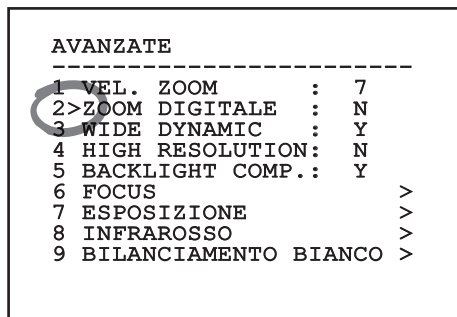 AVANZATE
--------------------------
1 VEL. ZOOM : 7
2>ZOOM DIGITALE : N
3 WIDE DYNAMIC : Y
4 HIGH RESOLUTION: N
5 BACKLIGHT COMP.: Y
6 FOCUS >
7 ESPOSIZIONE >
8 INFRAROSSO >
9 BILANCIAMENTO BIANCO >